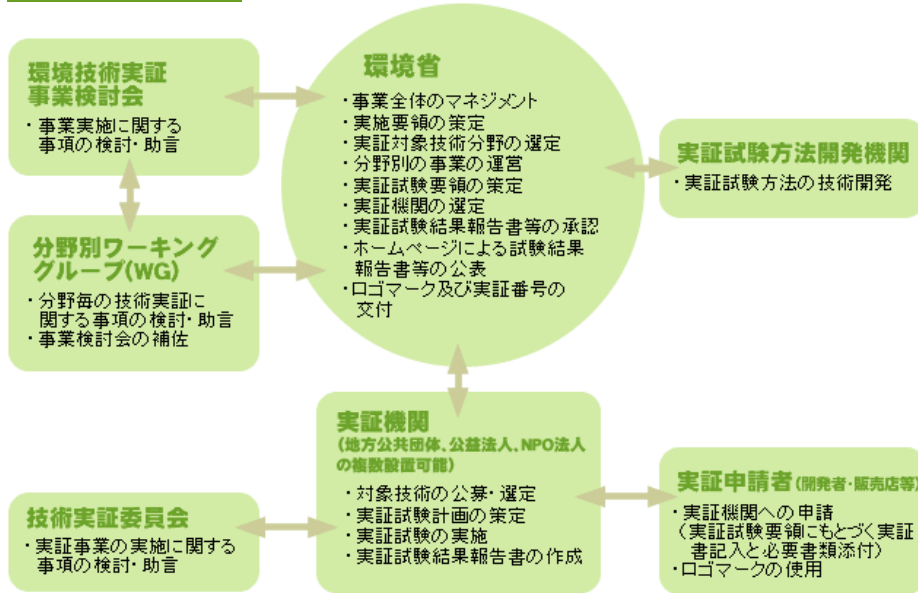 環境技術実証
事業検討会
・事業実施に関する
事項の検討・助言
環境省
・事業全体のマネジメント
・実施要領の策定
・実証対象技術分野の選定
・分野別の事業の運営
・実証試験要領の策定
・実証機関の選定
・実証試験結果報告書等の承認
・ホームページによる試験結果
報告書等の公表
・ロゴマーク及び実証番号の
交付
実証試験方法開発機関
・実証試験方法の技術開発
分野別ワーキング
グループ(WG)
・分野毎の技術実証に
関する事項の検討・助言
・事業検討会の補佐
実証機関
(地方公共団体、公益法人、NPO法人
の複数設置可能)
・対象技術の公募・選定
・実証試験計画の策定
・実証試験の実施
・実証試験結果報告書の作成
技術実証委員会
・実証事業の実施に関する
事項の検討・助言
実証申請者(開発者・販売店等)
・実証機関への申請
(実証試験要領にもとづく実証
書記入と必要書類添付)
・ロゴマークの使用